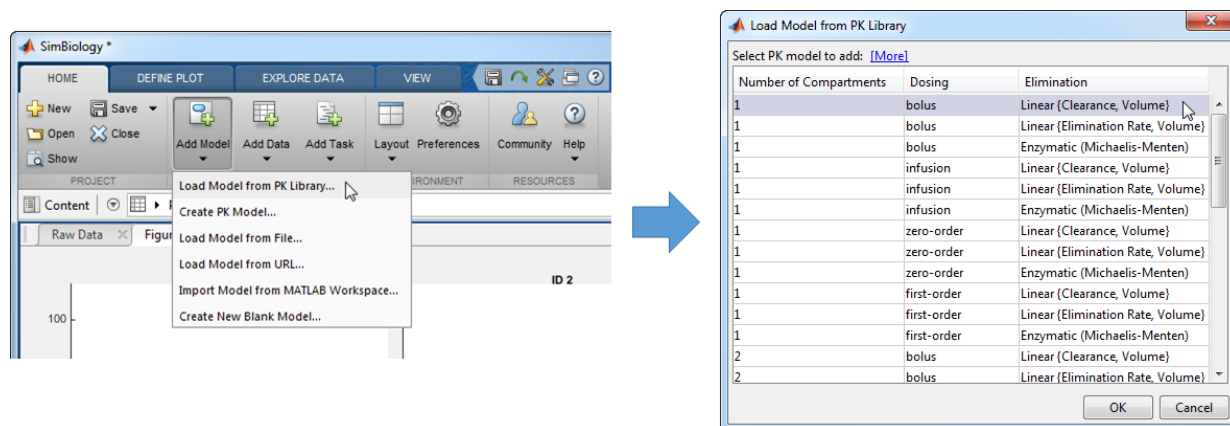 SimBiology *
HOME DEFINE PLOT EXPLORE DATA VIEW
New Save
Open Close
Show
Add Model Add Data Add Task Layout Preferences Community Help
PROJECT IRONMENT RESOURCES
Load Model from PK Library...
Create PK Model...
Load Model from File...
Load Model from URL...
Import Model from MATLAB Workspace...
Create New Blank Model...
Content
Raw Data Figur
ID 2
100
Load Model from PK Library
Select PK model to add: [More]
Number of Compartments Dosing Elimination
1 bolus Linear {Clearance, Volume}
1 bolus Linear {Elimination Rate, Volume}
1 bolus Enzymatic (Michaelis-Menten)
1 infusion Linear {Clearance, Volume}
1 infusion Linear {Elimination Rate, Volume}
1 infusion Enzymatic (Michaelis-Menten)
1 zero-order Linear {Clearance, Volume}
1 zero-order Linear {Elimination Rate, Volume}
1 zero-order Enzymatic (Michaelis-Menten)
1 first-order Linear {Clearance, Volume}
1 first-order Linear {Elimination Rate, Volume}
1 first-order Enzymatic (Michaelis-Menten)
2 bolus Linear {Clearance, Volume}
2 bolus Linear {Elimination Rate, Volume}
OK Cancel